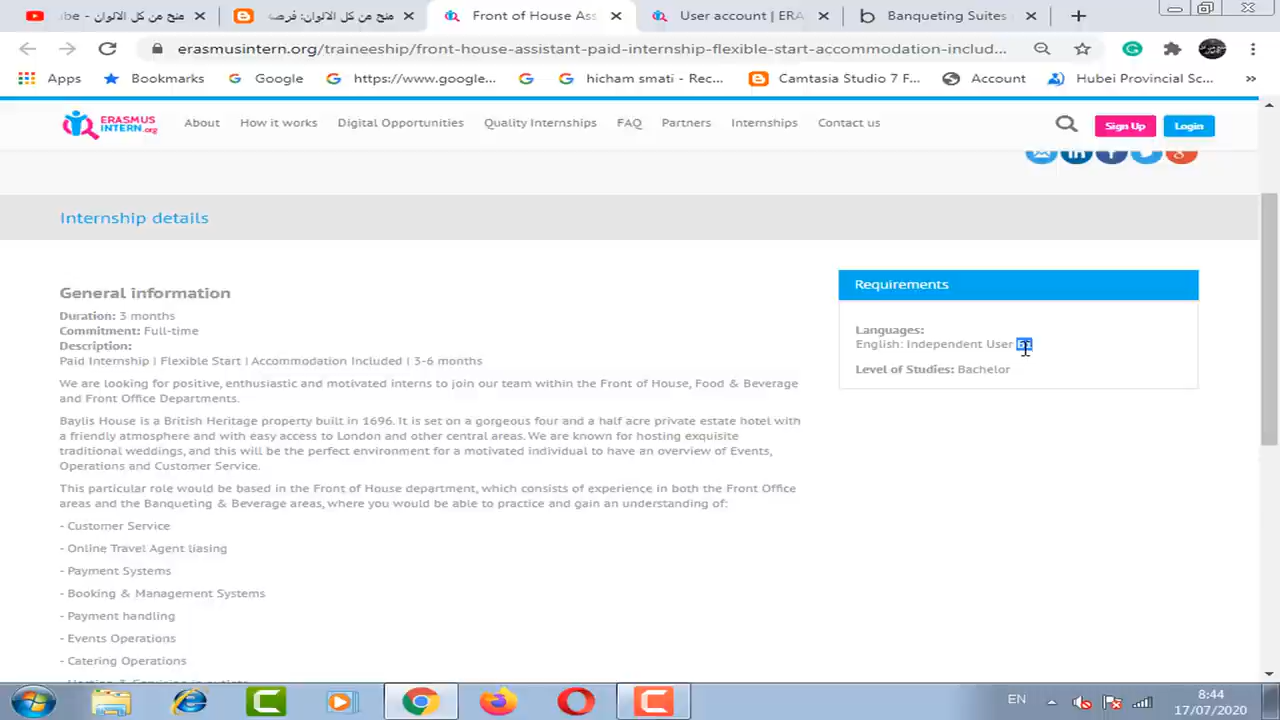 ube - منح من كل الالوان
منح من كل الالوان: فرصة
Front of House Ass
User account | ERA
Banqueting Suites
erasmusintern.org/traineeship/front-house-assistant-paid-internship-flexible-start-accommodation-includ...
Apps
Bookmarks
Google
https://www.google...
hicham smati - Rec...
Camtasia Studio 7 F...
Account
Hubei Provincial Sc...
ERASMUS
INTERN.org
About
How it works
Digital Opportunities
Quality Internships
FAQ
Partners
Internships
Contact us
Sign Up
Login
Internship details
General information
Duration: 3 months
Commitment: Full-time
Description:
Paid Internship | Flexible Start | Accommodation Included | 3-6 months
We are looking for positive, enthusiastic and motivated interns to join our team within the Front of House, Food & Beverage
and Front Office Departments.
Baylis House is a British Heritage property built in 1696. It is set on a gorgeous four and a half acre private estate hotel with
a friendly atmosphere and with easy access to London and other central areas. We are known for hosting exquisite
traditional weddings, and this will be the perfect environment for a motivated individual to have an overview of Events,
Operations and Customer Service.
This particular role would be based in the Front of House department, which consists of experience in both the Front Office
areas and the Banqueting & Beverage areas, where you would be able to practice and gain an understanding of:
- Customer Service
- Online Travel Agent liasing
- Payment Systems
- Booking & Management Systems
- Payment handling
- Events Operations
- Catering Operations
Requirements
Languages:
English: Independent User
Level of Studies: Bachelor
EN
8:44
17/07/2020